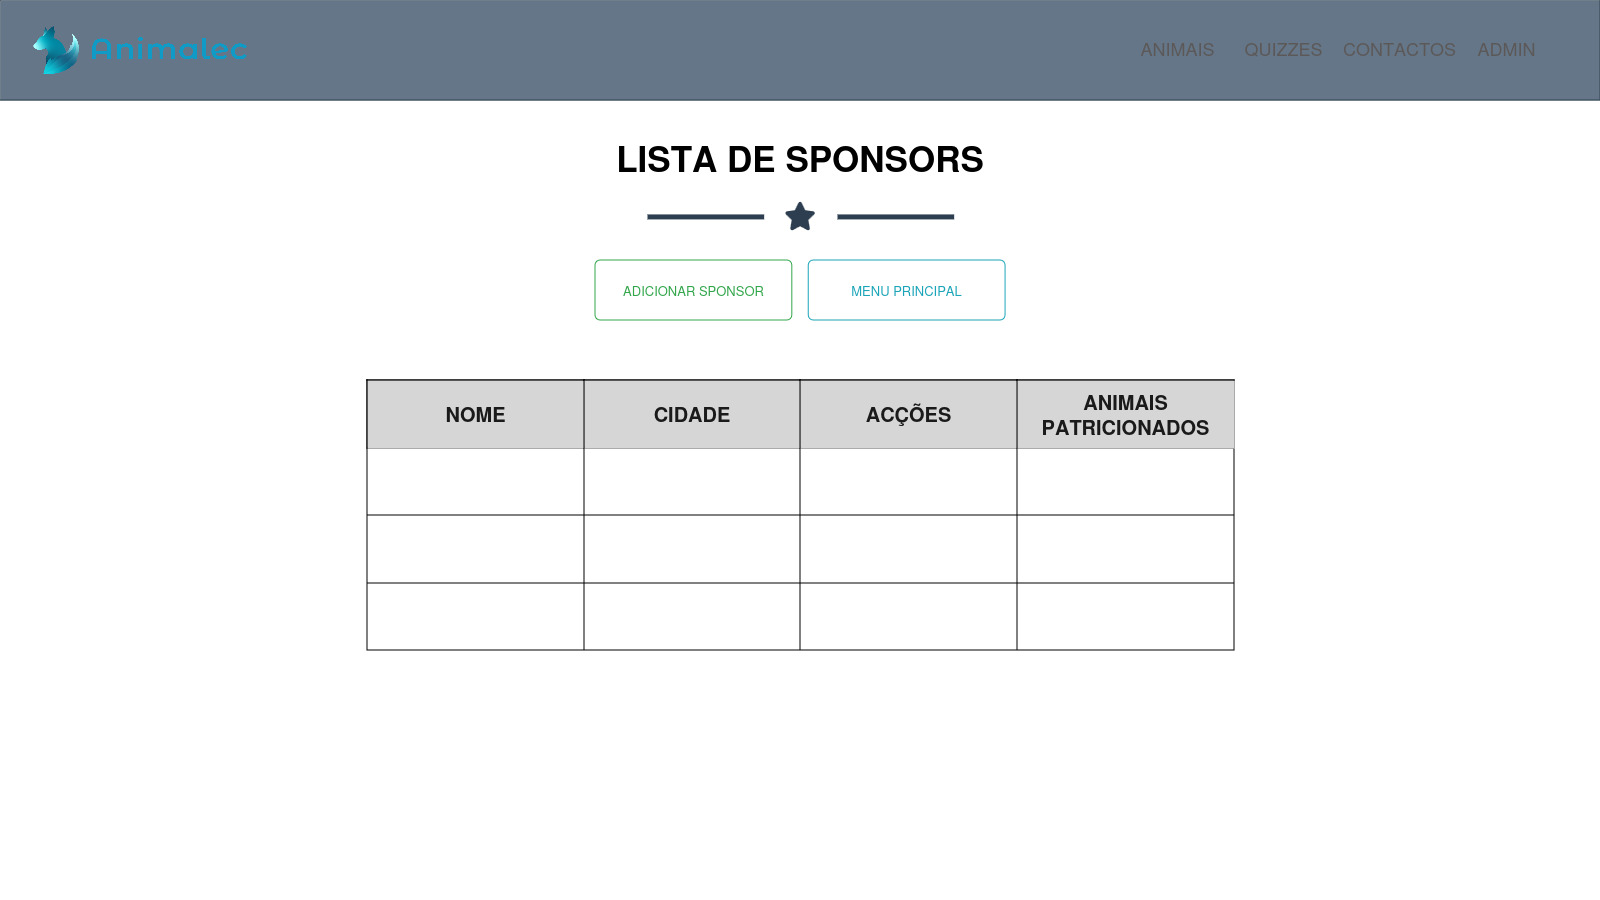 Animalec
ANIMAIS QUIZZES CONTACTOS ADMIN
LISTA DE SPONSORS
ADICIONAR SPONSOR MENU PRINCIPAL
NOME CIDADE ACÇÕES ANIMAIS
PATRICIONADOS